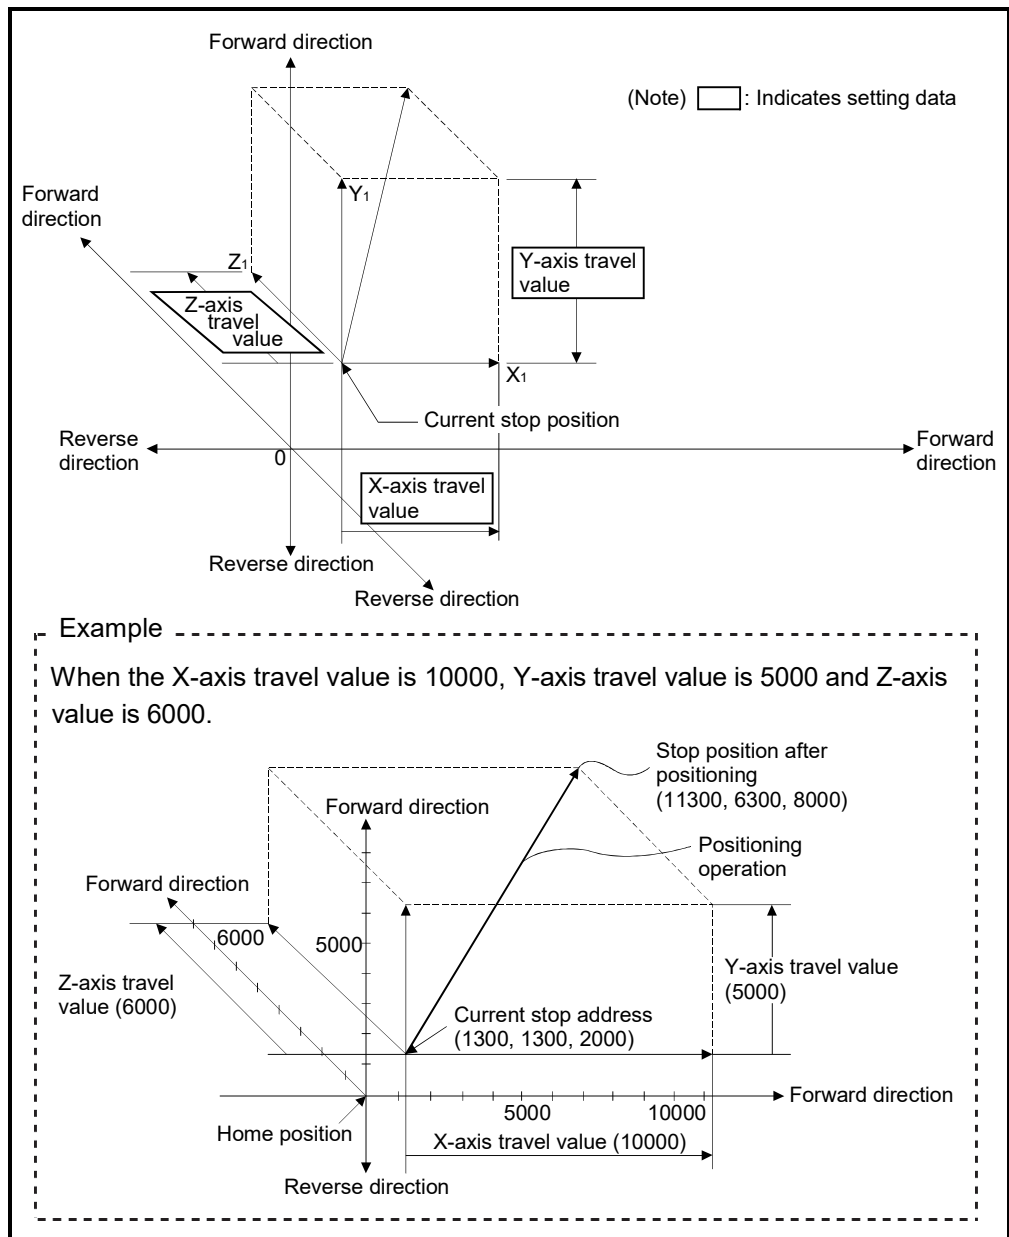 Forward direction
(Note) : Indicates setting data
Forward
direction
Y1
Z1
Y-axis travel
value
Z-axis
travel
value
X1
Current stop position
Reverse
direction
0
Forward
direction
X-axis travel
value
Reverse direction
Reverse direction
Example
When the X-axis travel value is 10000, Y-axis travel value is 5000 and Z-axis
value is 6000.
Stop position after
positioning
(11300, 6300, 8000)
Forward direction
Positioning
operation
Forward direction
6000
5000
Z-axis travel
value (6000)
Y-axis travel value
(5000)
Current stop address
(1300, 1300, 2000)
Forward direction
5000
10000
Home position
X-axis travel value (10000)
Reverse direction